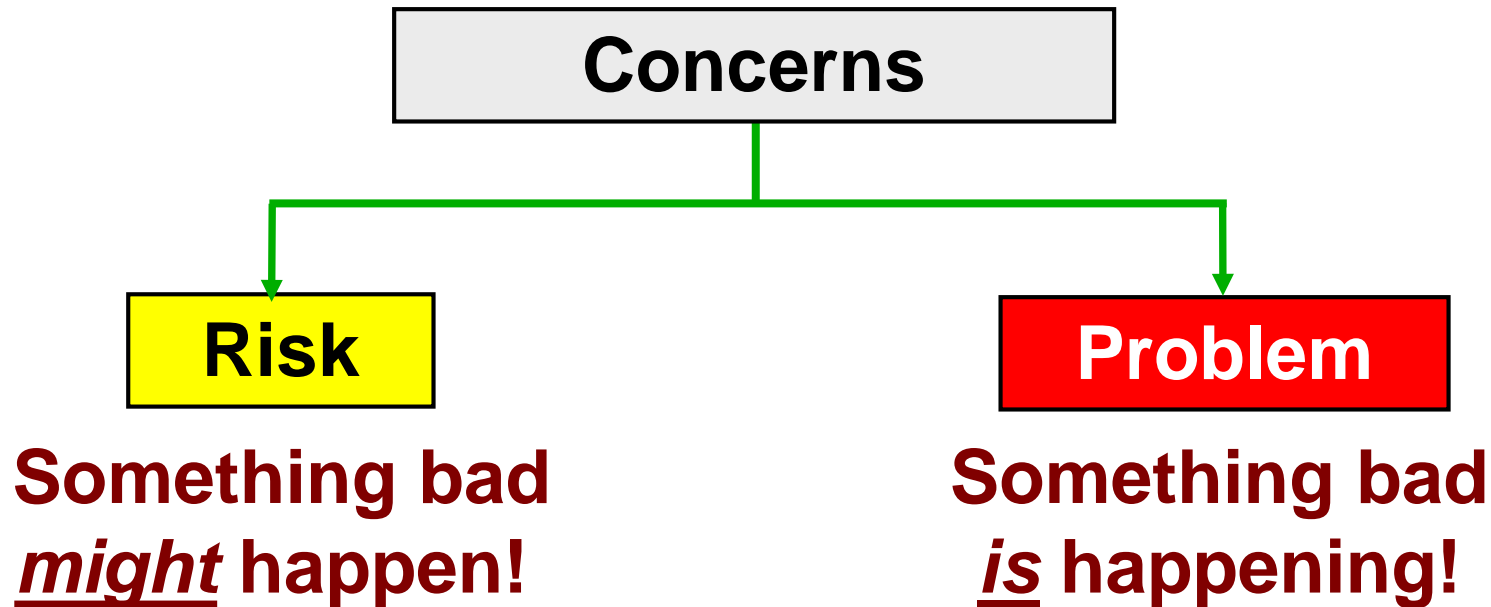 Concerns
Risk
Problem
Something bad
might happen!
Something bad
is happening!